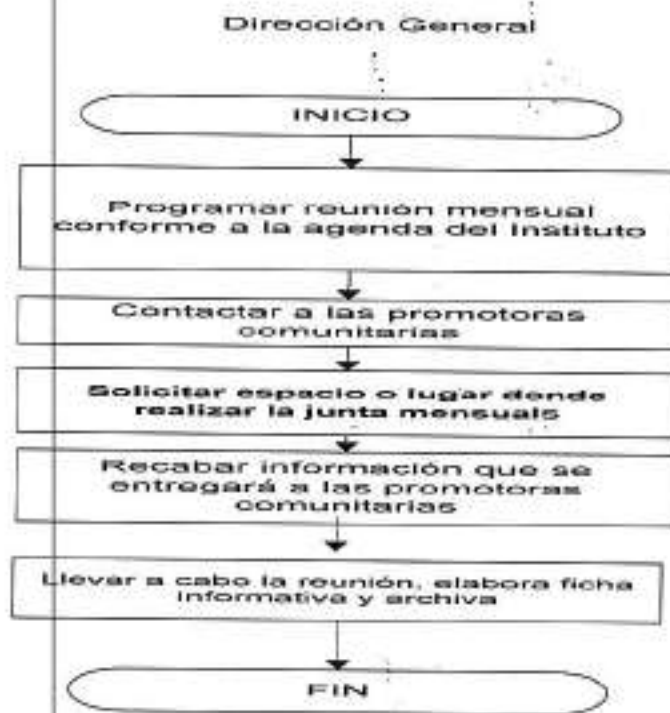 Dirección General
INICIO
Programar reunión mensual
conforme a la agenda del Instituto
Contactar a las promotoras
comunitarias
Solicitar espacio o lugar donde
realizar la junta mensuals
Recabar información que se
entregará a las promotoras
comunitarias
Llevar a cabo la reunión, elabora ficha
informativa y archiva
FIN